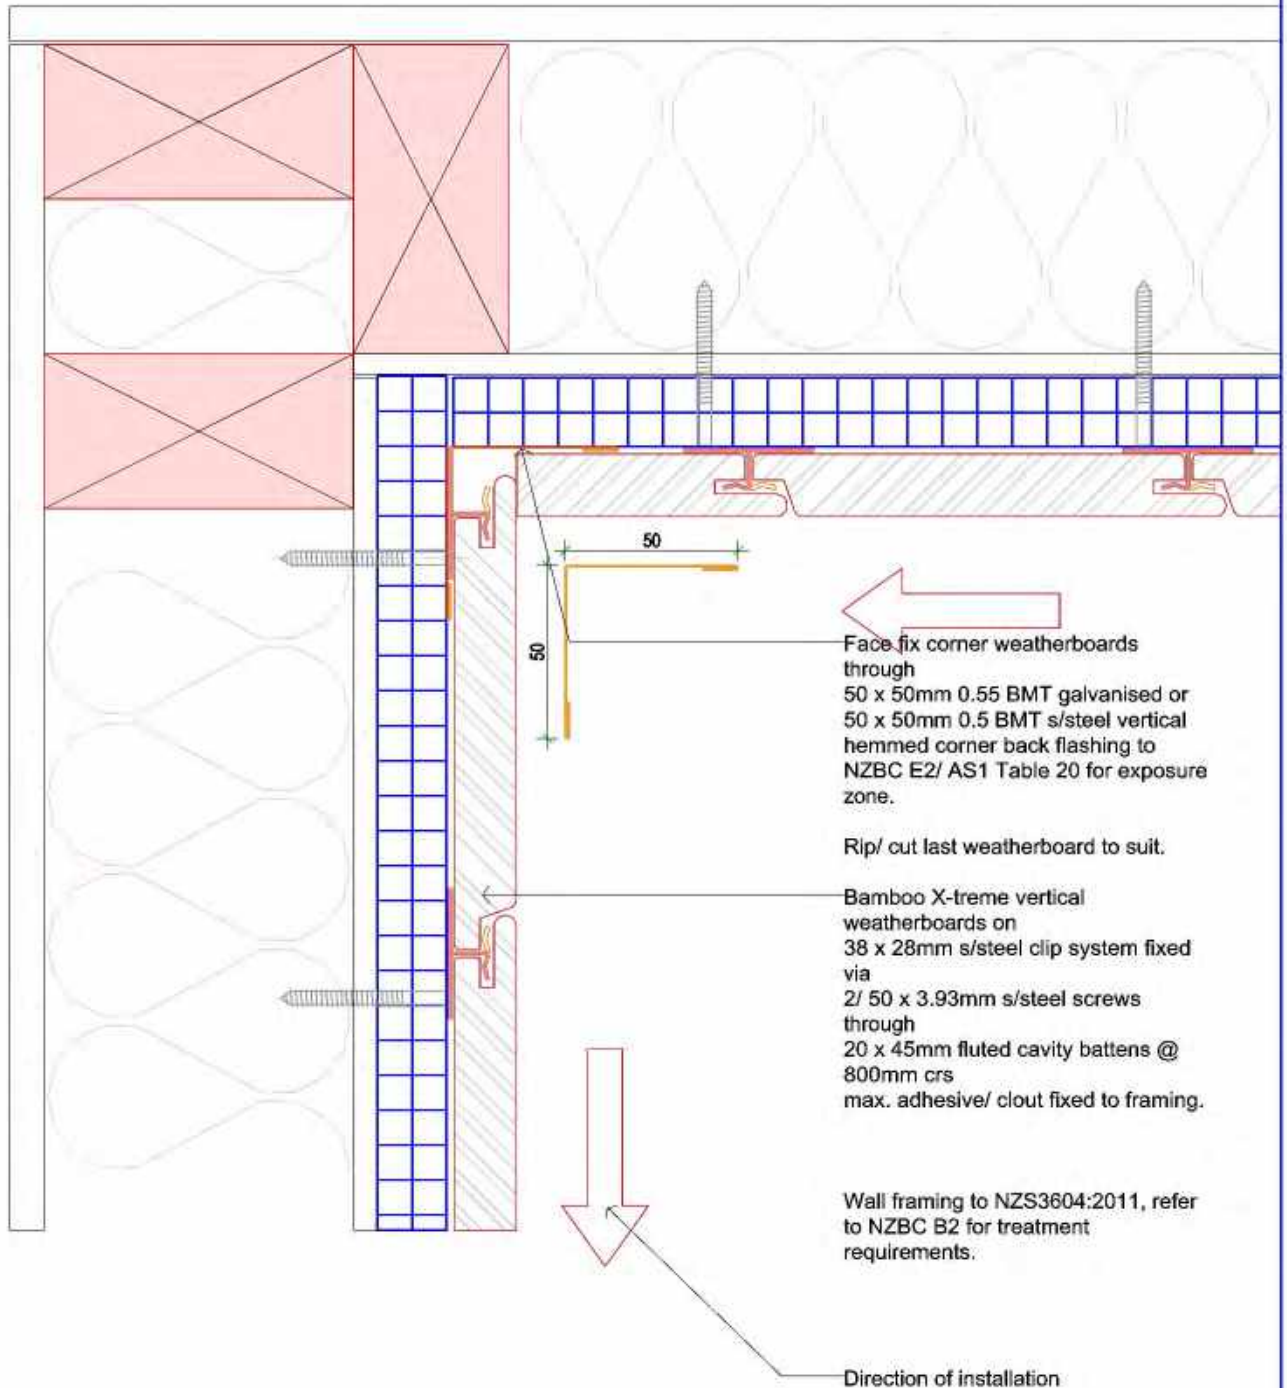 50
50
Face fix corner weatherboards
through
50 x 50mm 0.55 BMT galvanised or
50 x 50mm 0.5 BMT s/steel vertical
hemmed corner back flashing to
NZBC E2/ AS1 Table 20 for exposure
zone.
Rip/ cut last weatherboard to suit.
Bamboo X-treme vertical
weatherboards on
38 x 28mm s/steel clip system fixed
via
2/ 50 x 3.93mm s/steel screws
through
20 x 45mm fluted cavity battens @
800mm crs
max. adhesive/ clout fixed to framing.
Wall framing to NZS3604:2011, refer
to NZBC B2 for treatment
requirements.
Direction of installation